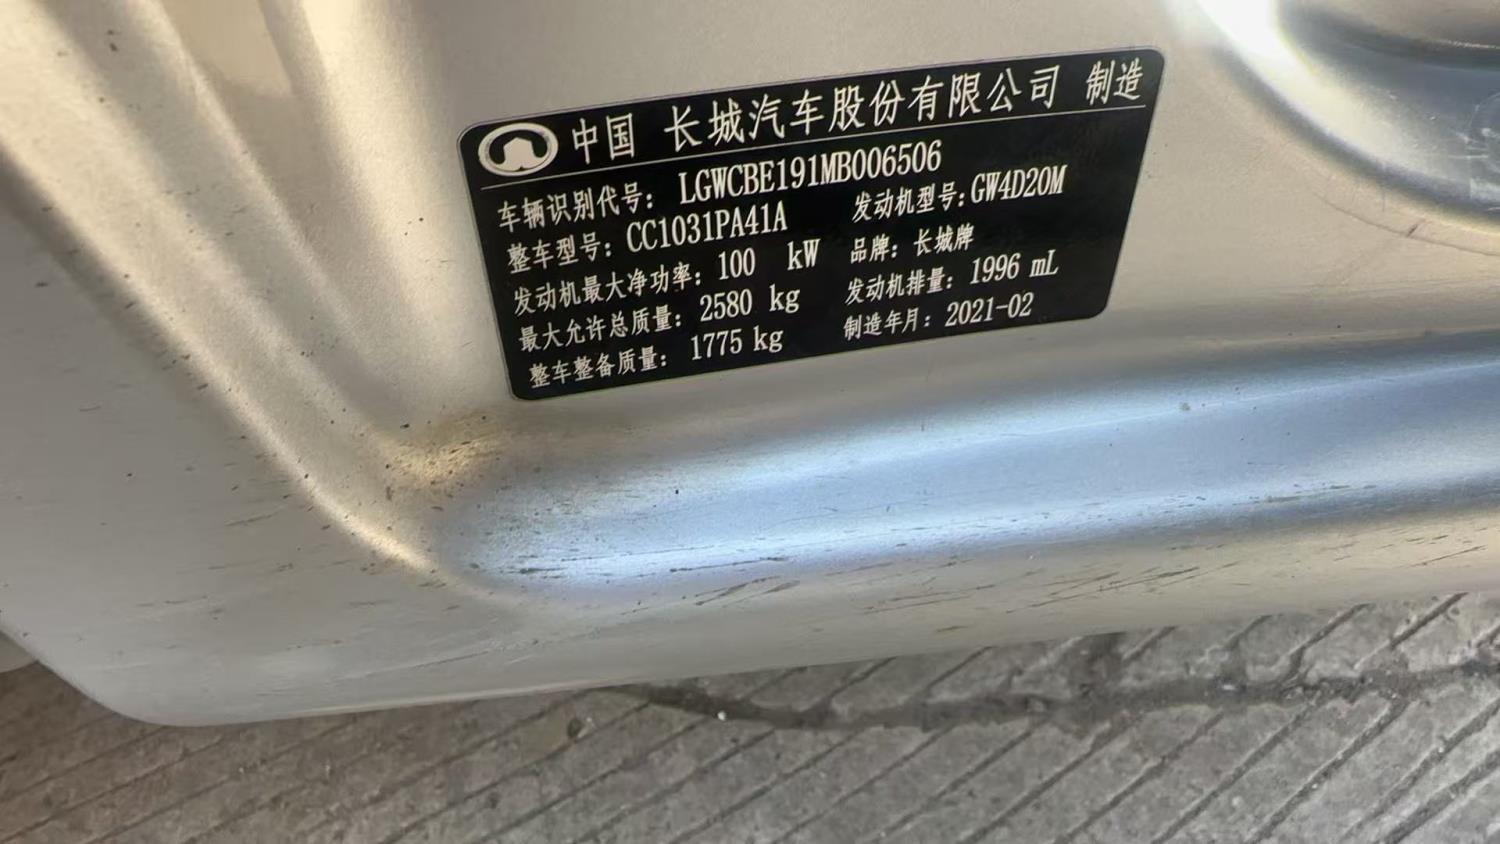 中国 长城汽车股份有限公司 制造
车辆识别代号：LGWCBE191MB006506
整车型号：CC1031PA41A 发动机型号：GW4D20M
发动机最大净功率：100 kW 品牌：长城牌
最大允许总质量：2580 kg 发动机排量：1996 mL
整车整备质量：1775 kg 制造年月：2021-02